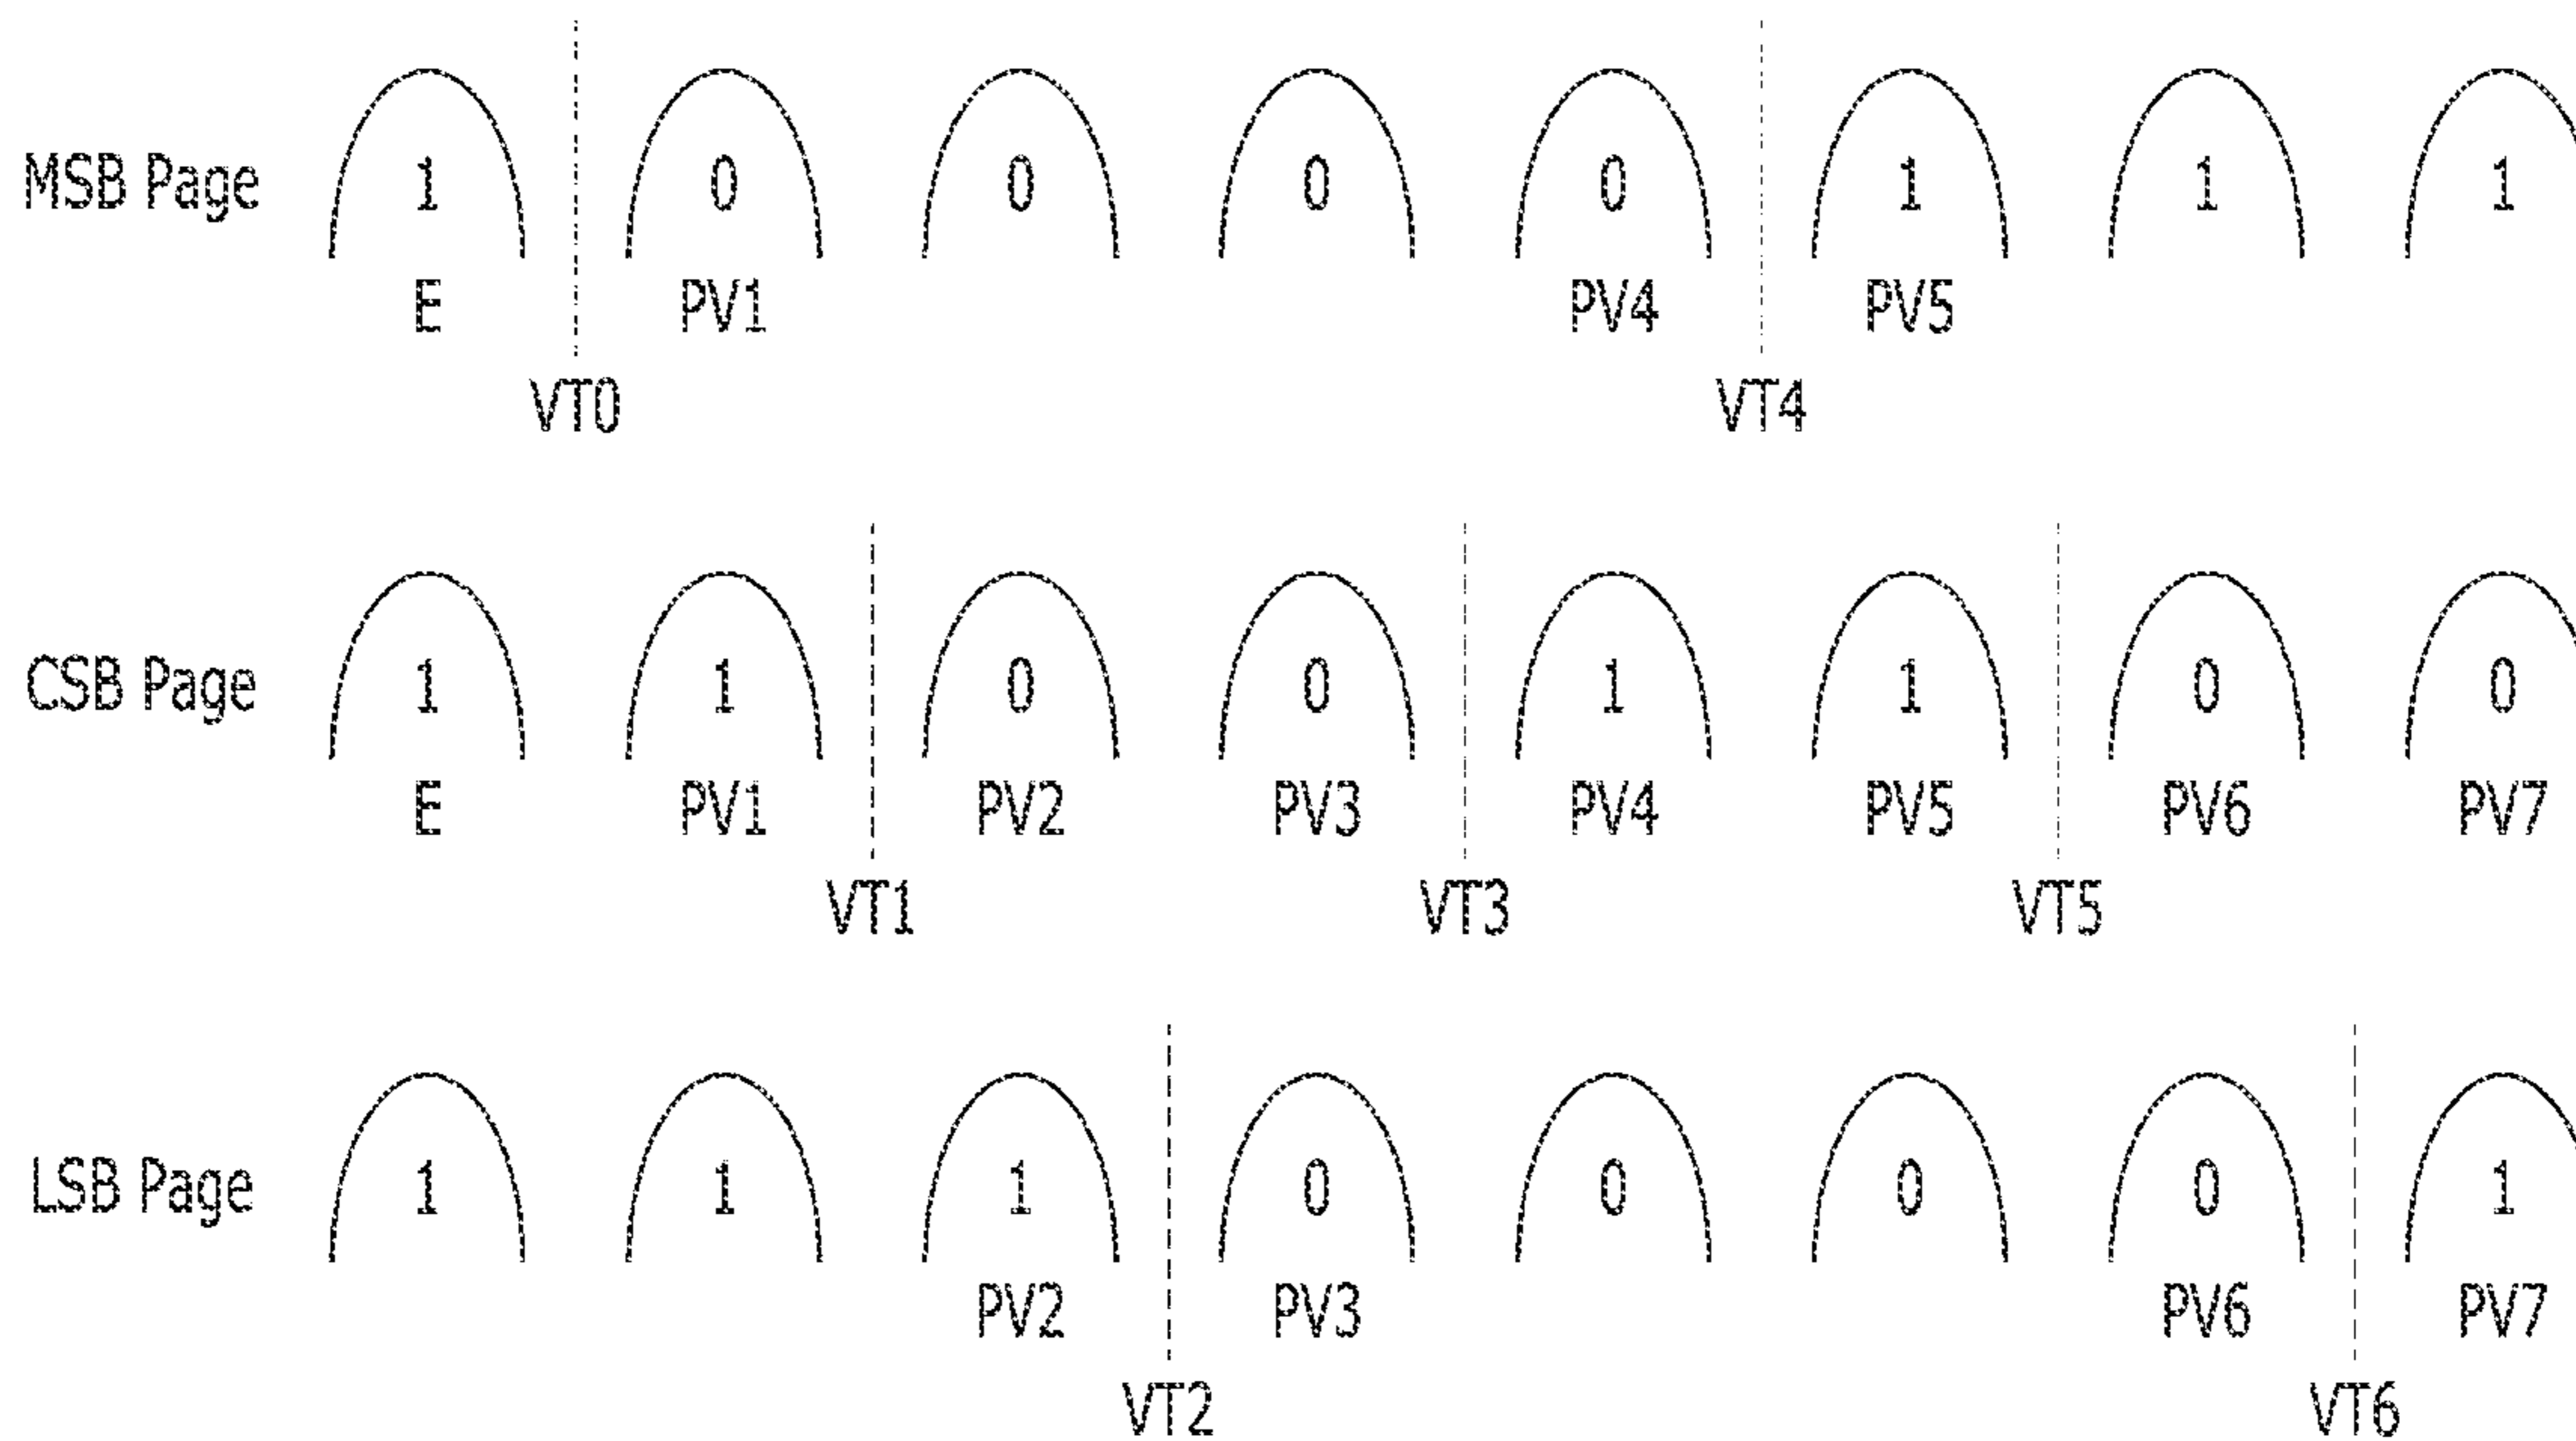 MSB Page 1 0 0 0 0 1 1 1
E PV1 PV4 PV5
VT0 VT4
CSB Page 1 1 0 0 1 1 0 0
E PV1 PV2 PV3 PV4 PV5 PV6 PV7
VT1 VT3 VT5
LSB Page 1 1 1 0 0 0 0 1
PV2 PV3 PV6 PV7
VT2 VT6